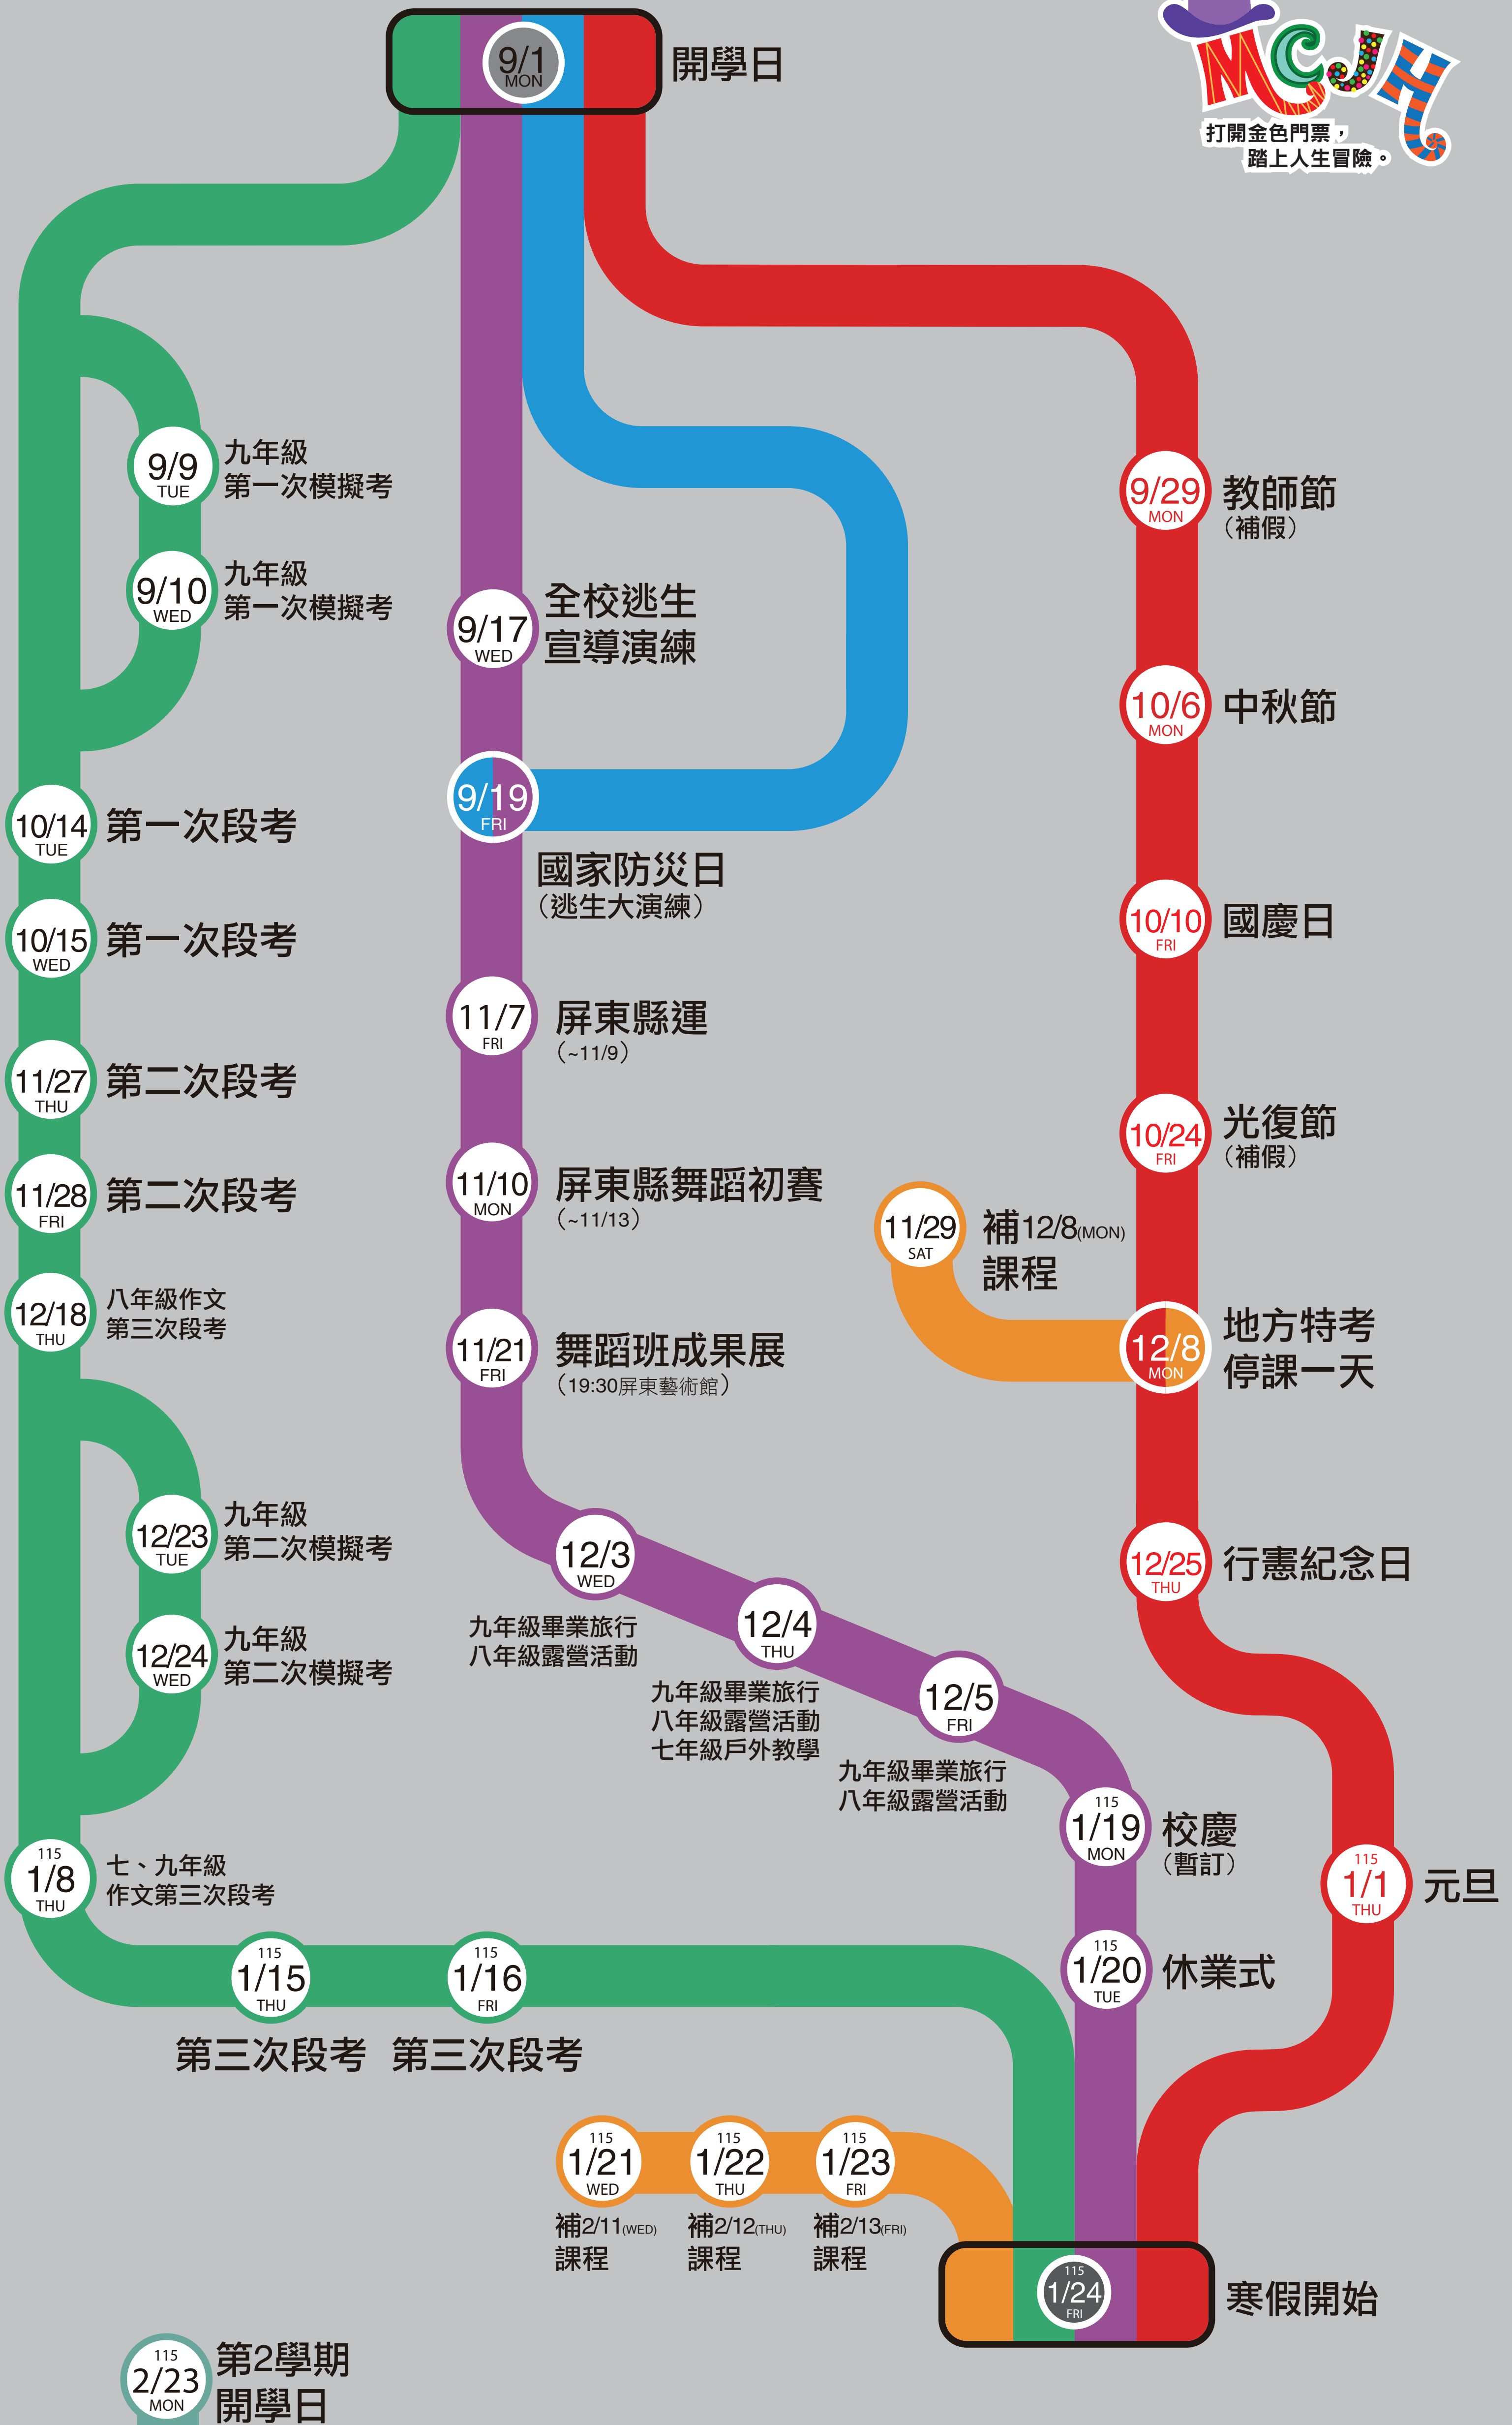 9/1
MON
開學日
MCJH
打開金色門票，
踏上人生冒險。
9/9
TUE
九年級
第一次模擬考
9/10
WED
九年級
第一次模擬考
10/14
TUE
第一次段考
10/15
WED
第一次段考
11/27
THU
第二次段考
11/28
FRI
第二次段考
12/18
THU
八年級作文
第三次段考
12/23
TUE
九年級
第二次模擬考
12/24
WED
九年級
第二次模擬考
115
1/8
THU
七、九年級
作文第三次段考
115
1/15
THU
第三次段考
115
1/16
FRI
第三次段考
9/17
WED
全校逃生
宣導演練
9/19
FRI
國家防災日
（逃生大演練）
11/7
FRI
屏東縣運
（~11/9）
11/10
MON
屏東縣舞蹈初賽
（~11/13）
11/21
FRI
舞蹈班成果展
（19:30屏東藝術館）
12/3
WED
九年級畢業旅行
八年級露營活動
12/4
THU
九年級畢業旅行
八年級露營活動
七年級戶外教學
12/5
FRI
九年級畢業旅行
八年級露營活動
115
1/19
MON
校慶
（暫訂）
115
1/20
TUE
休業式
9/29
MON
教師節
（補假）
10/6
MON
中秋節
10/10
FRI
國慶日
10/24
FRI
光復節
（補假）
11/29
SAT
補12/8(MON)
課程
12/8
MON
地方特考
停課一天
12/25
THU
行憲紀念日
115
1/1
THU
元旦
115
1/21
WED
補2/11(WED)
課程
115
1/22
THU
補2/12(THU)
課程
115
1/23
FRI
補2/13(FRI)
課程
115
1/24
FRI
寒假開始
115
2/23
MON
第2學期
開學日